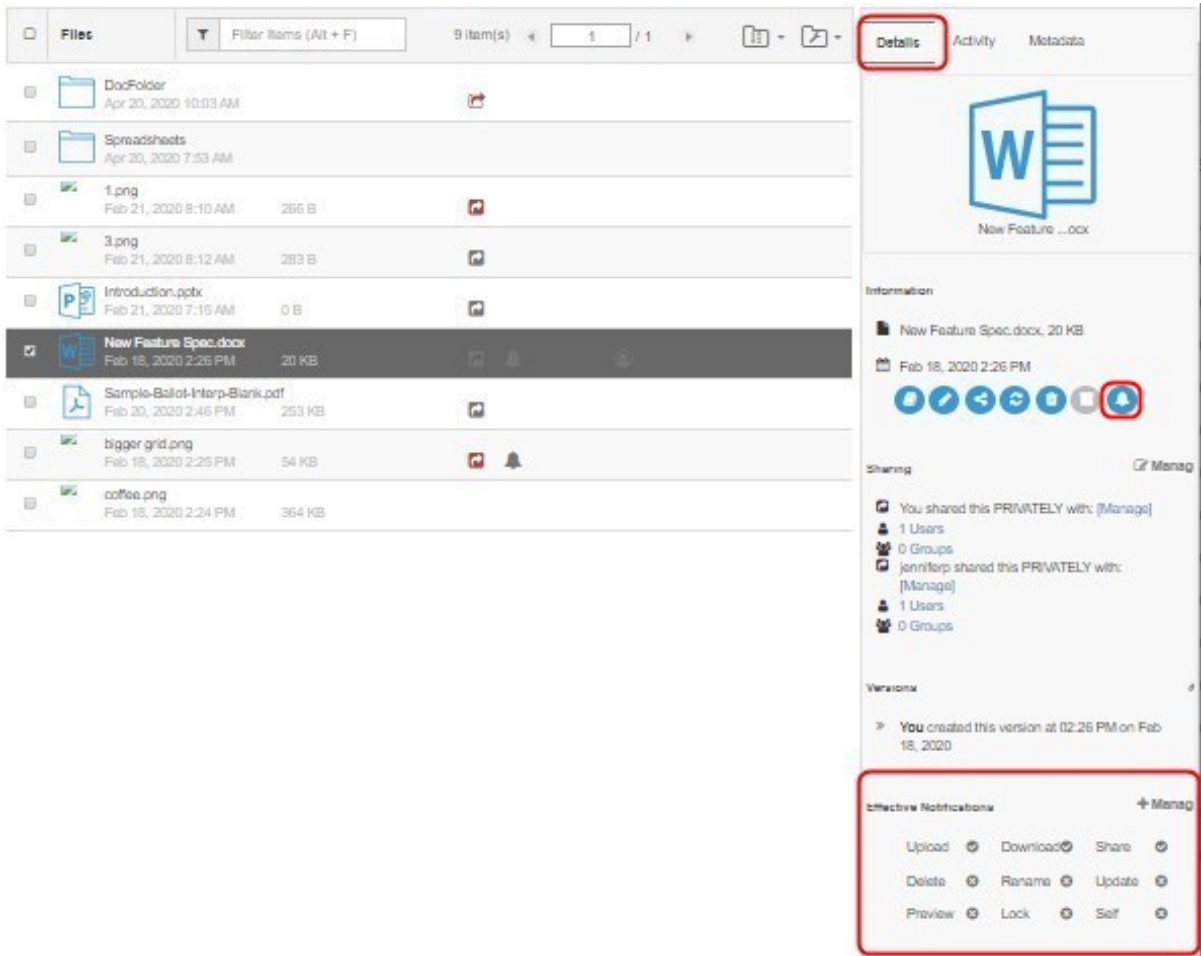 Files
Filter Items (Alt + F)
9 item(s)
1
/ 1
DocFolder
Apr 20, 2020 10:03 AM
Spreadsheets
Apr 20, 2020 7:53 AM
1.png
Feb 21, 2020 8:10 AM 266 B
3.png
Feb 21, 2020 8:12 AM 283 B
Introduction.pptx
Feb 21, 2020 7:15 AM 0 B
New Feature Spec.docx
Feb 18, 2020 2:26 PM 20 KB
Sample-Ballot-Interp-Blank.pdf
Feb 20, 2020 2:46 PM 253 KB
bigger grid.png
Feb 18, 2020 2:25 PM 54 KB
coffee.png
Feb 18, 2020 2:24 PM 364 KB
Details Activity Metadata
W
New Feature ...ocx
Information
New Feature Spec.docx, 20 KB
Feb 18, 2020 2:26 PM
Sharing Manag
You shared this PRIVATELY with: [Manage]
1 Users
0 Groups
jenniferp shared this PRIVATELY with:
[Manage]
1 Users
0 Groups
Versions
You created this version at 02:26 PM on Feb
18, 2020
Effective Notifications + Manag
Upload Download Share
Delete Rename Update
Preview Lock Self